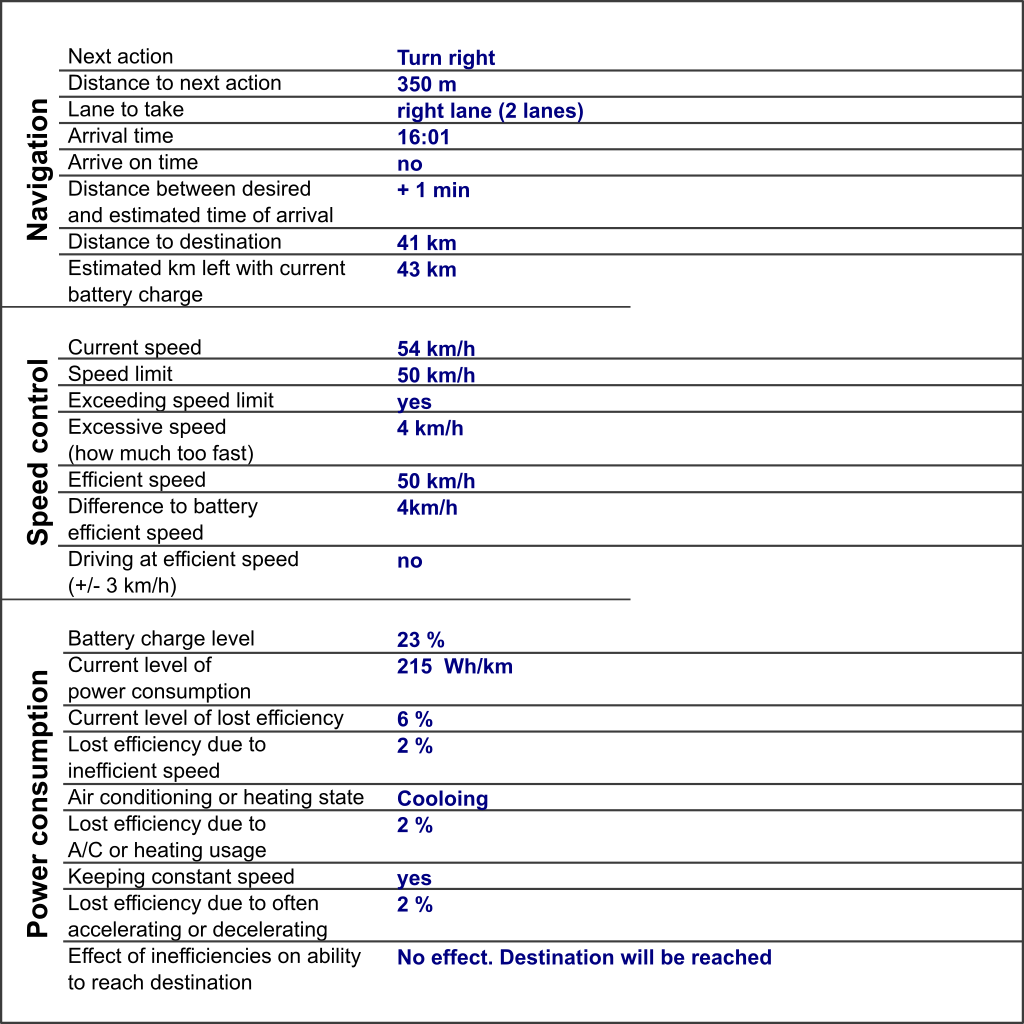 Navigation
Next action Turn right
Distance to next action 350 m
Lane to take right lane (2 lanes)
Arrival time 16:01
Arrive on time no
Distance between desired + 1 min
and estimated time of arrival
Distance to destination 41 km
Estimated km left with current 43 km
battery charge
Speed control
Current speed 54 km/h
Speed limit 50 km/h
Exceeding speed limit yes
Excessive speed 4 km/h
(how much too fast)
Efficient speed 50 km/h
Difference to battery 4km/h
efficient speed
Driving at efficient speed no
(+/- 3 km/h)
Power consumption
Battery charge level 23 %
Current level of 215  Wh/km
power consumption
Current level of lost efficiency 6 %
Lost efficiency due to 2 %
inefficient speed
Air conditioning or heating state Cooloing
Lost efficiency due to 2 %
A/C or heating usage
Keeping constant speed yes
Lost efficiency due to often 2 %
accelerating or decelerating
Effect of inefficiencies on ability No effect. Destination will be reached
to reach destination